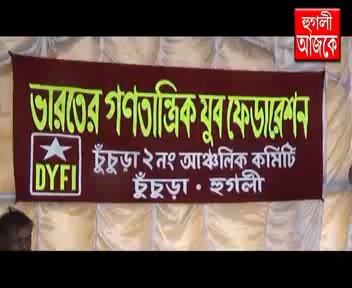 হুগলী
আজকে
ভারতের গণতান্ত্রিক যুব ফেডারেশন
DYFI
চুঁচুড়া ২নং আঞ্চলিক কমিটি
চুঁচুড়া · হুগলী